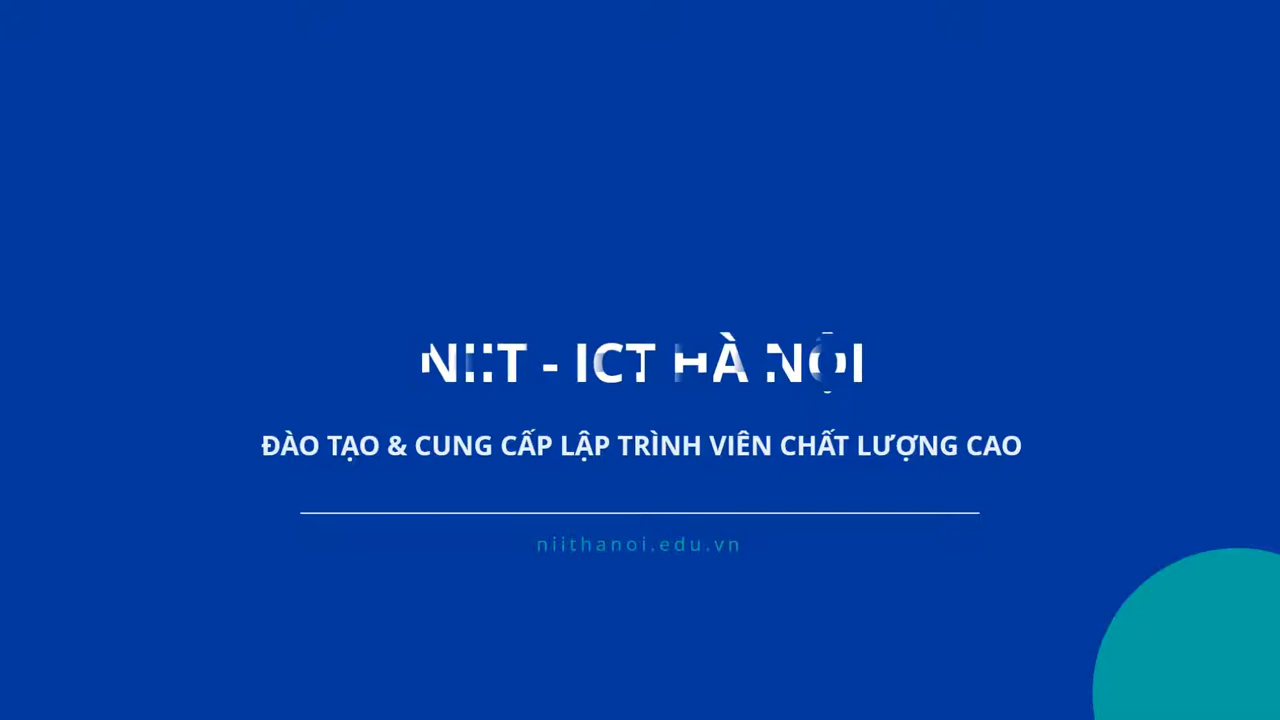 NIIT - ICT HÀ NỘI
ĐÀO TẠO & CUNG CẤP LẬP TRÌNH VIÊN CHẤT LƯỢNG CAO
niithanoi.edu.vn